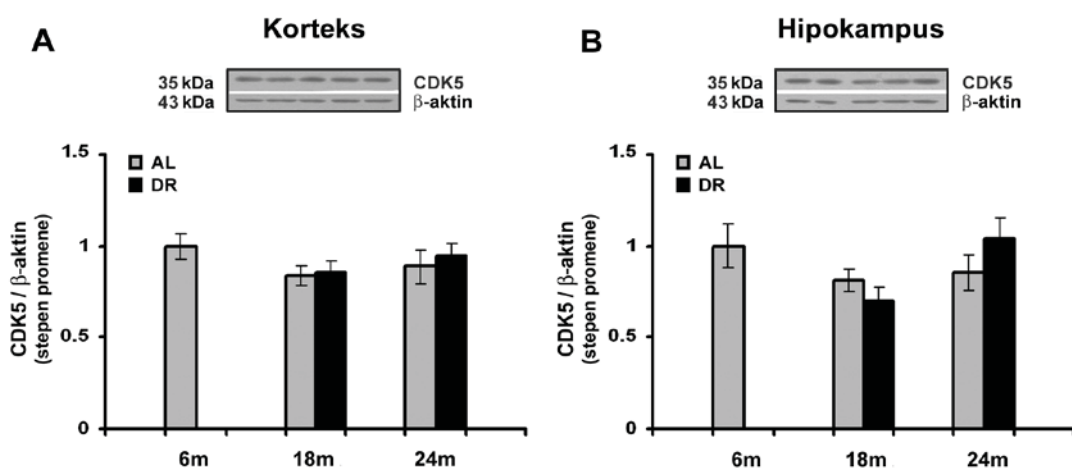 A
Korteks
35 kDa
CDK5
43 kDa
β-aktin
CDK5 / β-aktin
(stepen promene)
1.5
1
0.5
0
AL
DR
6m
18m
24m
B
Hipokampus
35 kDa
CDK5
43 kDa
β-aktin
CDK5 / β-aktin
(stepen promene)
1.5
1
0.5
0
AL
DR
6m
18m
24m